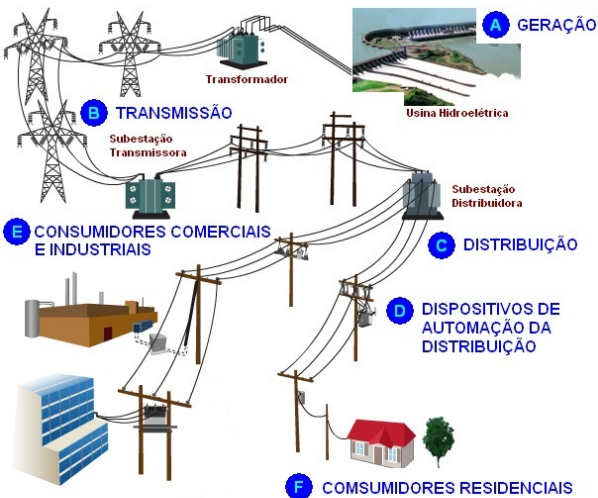 A GERAÇÃO
Transformador
Usina Hidroelétrica
B TRANSMISSÃO
Subestação
Transmissora
Subestação
Distribuidora
E CONSUMIDORES COMERCIAIS
E INDUSTRIAIS
C DISTRIBUIÇÃO
D DISPOSITIVOS DE
AUTOMAÇÃO DA
DISTRIBUIÇÃO
F COMSUMIDORES RESIDENCIAIS